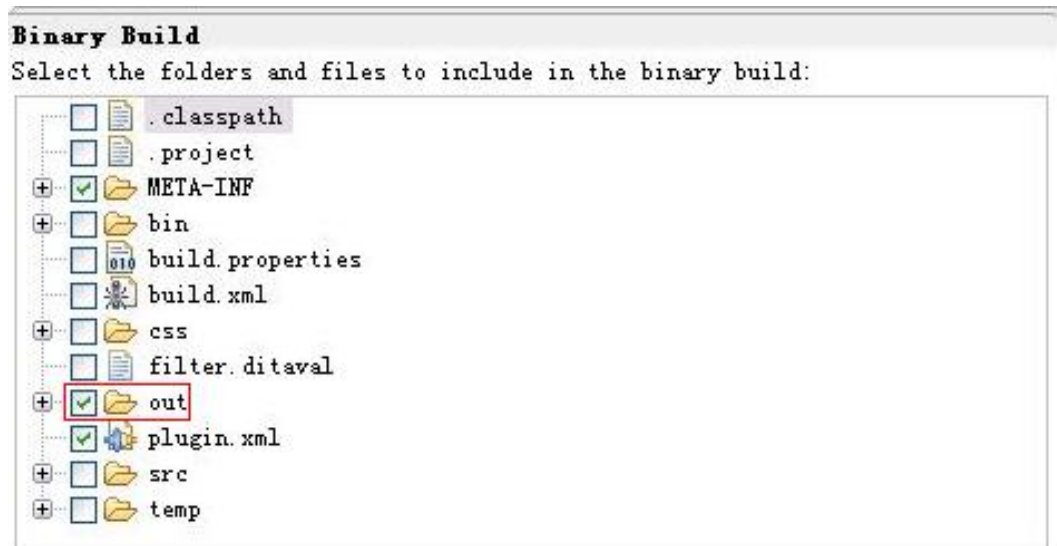 Binary Build
Select the folders and files to include in the binary build:
.classpath
.project
META-INF
bin
build.properties
build.xml
css
filter.ditaval
out
plugin.xml
src
temp